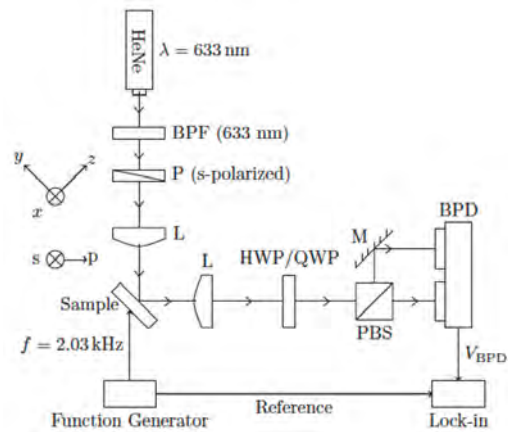 HeNe
λ = 633 nm
BPF (633 nm)
P (s-polarized)
y
z
x
L
s
p
Sample
L
HWP/QWP
M
BPD
PBS
f = 2.03 kHz
V_BPD
Function Generator
Reference
Lock-in